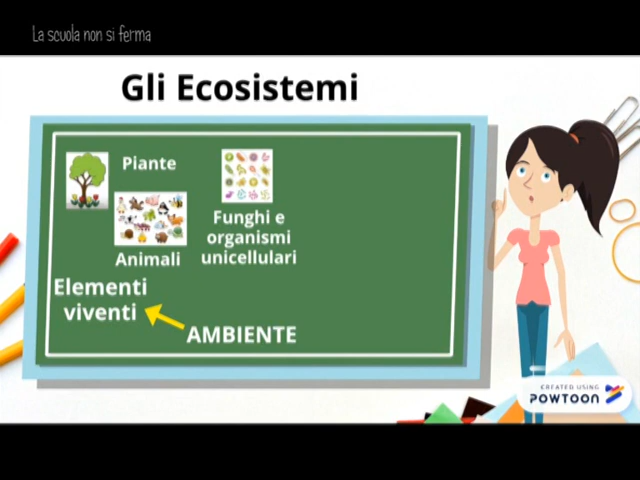 La scuola non si ferma
Gli Ecosistemi
Piante
Funghi e
organismi
unicellulari
Animali
Elementi
viventi
AMBIENTE
CREATED USING
POWTOON